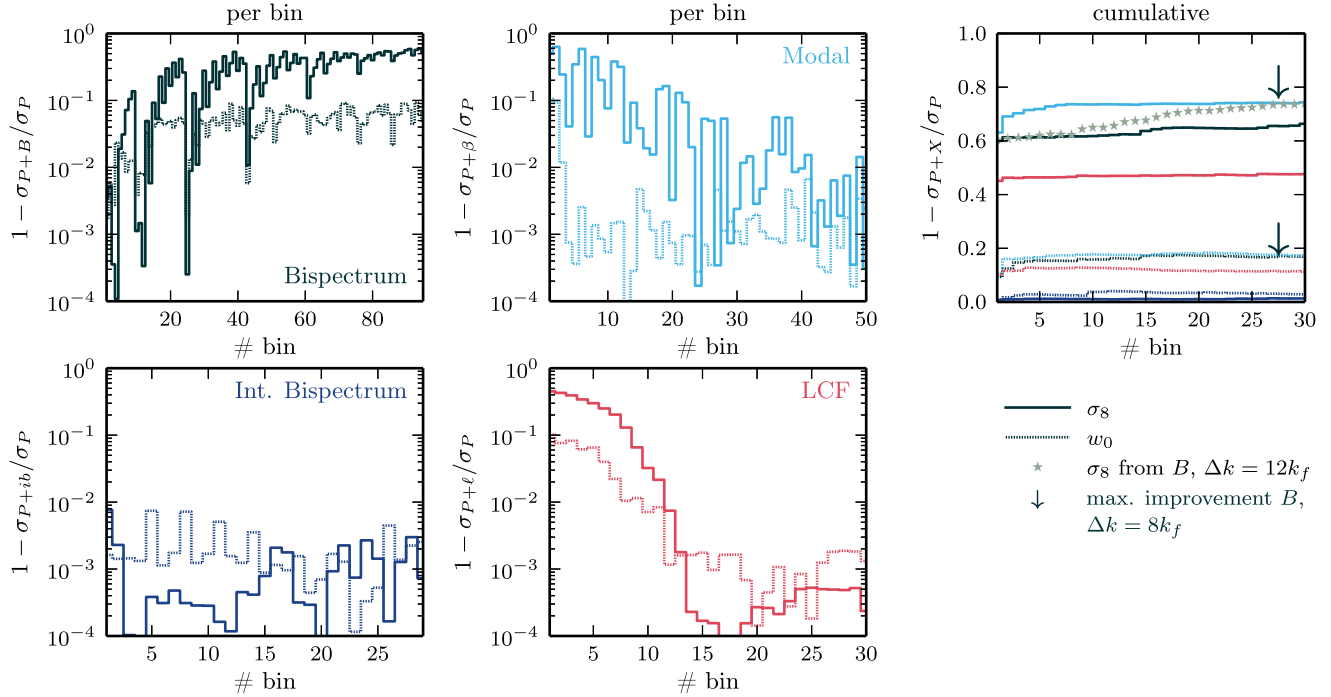 per bin
1 − σ_{P+B}/σ_P
10^0
10^{−1}
10^{−2}
10^{−3}
10^{−4}
Bispectrum
20 40 60 80
# bin
per bin
1 − σ_{P+β}/σ_P
10^0
10^{−1}
10^{−2}
10^{−3}
10^{−4}
Modal
10 20 30 40 50
# bin
cumulative
1 − σ_{P+X}/σ_P
1.0
0.8
0.6
0.4
0.2
0.0
5 10 15 20 25 30
# bin
1 − σ_{P+ib}/σ_P
10^0
10^{−1}
10^{−2}
10^{−3}
10^{−4}
Int. Bispectrum
5 10 15 20 25
# bin
1 − σ_{P+ℓ}/σ_P
10^0
10^{−1}
10^{−2}
10^{−3}
10^{−4}
LCF
5 10 15 20 25 30
# bin
σ_8
w_0
σ_8 from B, Δk = 12k_f
max. improvement B,
Δk = 8k_f